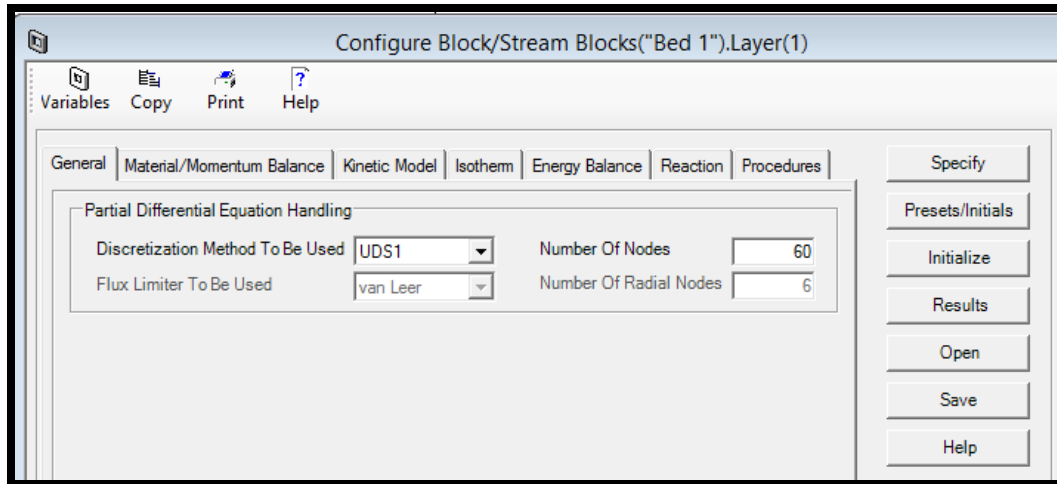 Configure Block/Stream Blocks("Bed 1").Layer(1)
Variables Copy Print Help
General Material/Momentum Balance Kinetic Model Isotherm Energy Balance Reaction Procedures
Partial Differential Equation Handling
Discretization Method To Be Used UDS1 Number Of Nodes 60
Flux Limiter To Be Used van Leer Number Of Radial Nodes 6
Specify
Presets/Initials
Initialize
Results
Open
Save
Help